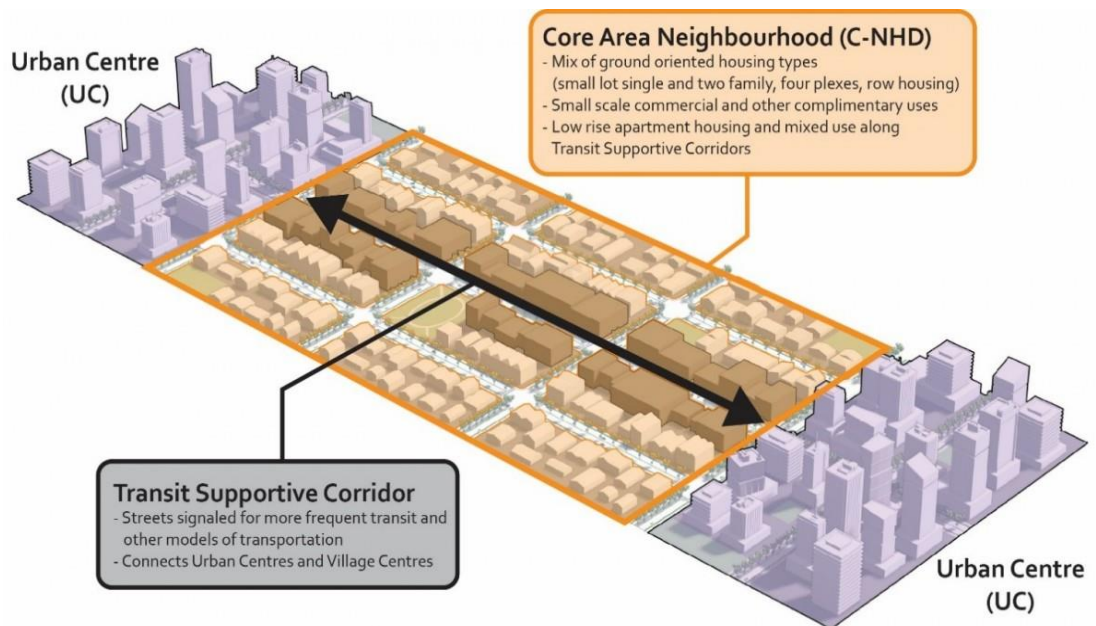 Urban Centre
(UC)
Core Area Neighbourhood (C-NHD)
- Mix of ground oriented housing types
(small lot single and two family, four plexes, row housing)
- Small scale commercial and other complimentary uses
- Low rise apartment housing and mixed use along
Transit Supportive Corridors
Transit Supportive Corridor
- Streets signaled for more frequent transit and
other models of transportation
- Connects Urban Centres and Village Centres
Urban Centre
(UC)